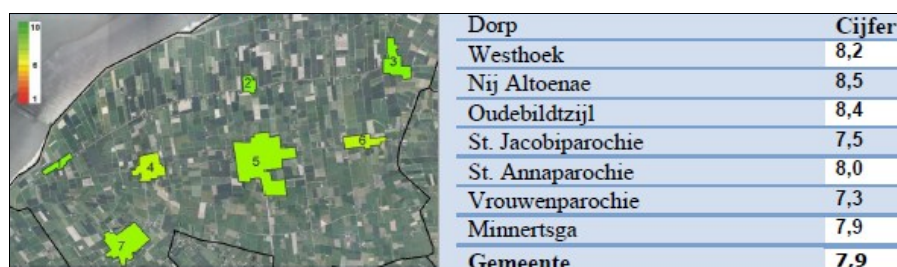 10
6
1
2
3
4
5
6
7
Dorp Cijfer
Westhoek 8,2
Nij Altoenae 8,5
Oudebildtzijl 8,4
St. Jacobiparochie 7,5
St. Annaparochie 8,0
Vrouwenparochie 7,3
Minnertsga 7,9
Gemeente 7,9